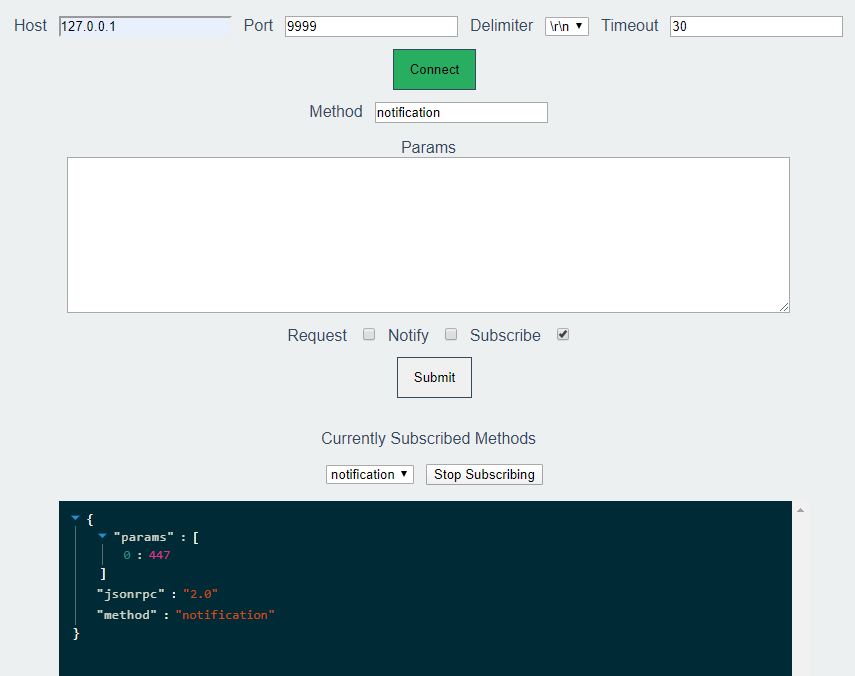 Host 127.0.0.1 Port 9999 Delimiter \r\n Timeout 30
Connect
Method notification
Params
Request Notify Subscribe
Submit
Currently Subscribed Methods
notification Stop Subscribing
{
"params" : [
0 : 447
]
"jsonrpc" : "2.0"
"method" : "notification"
}